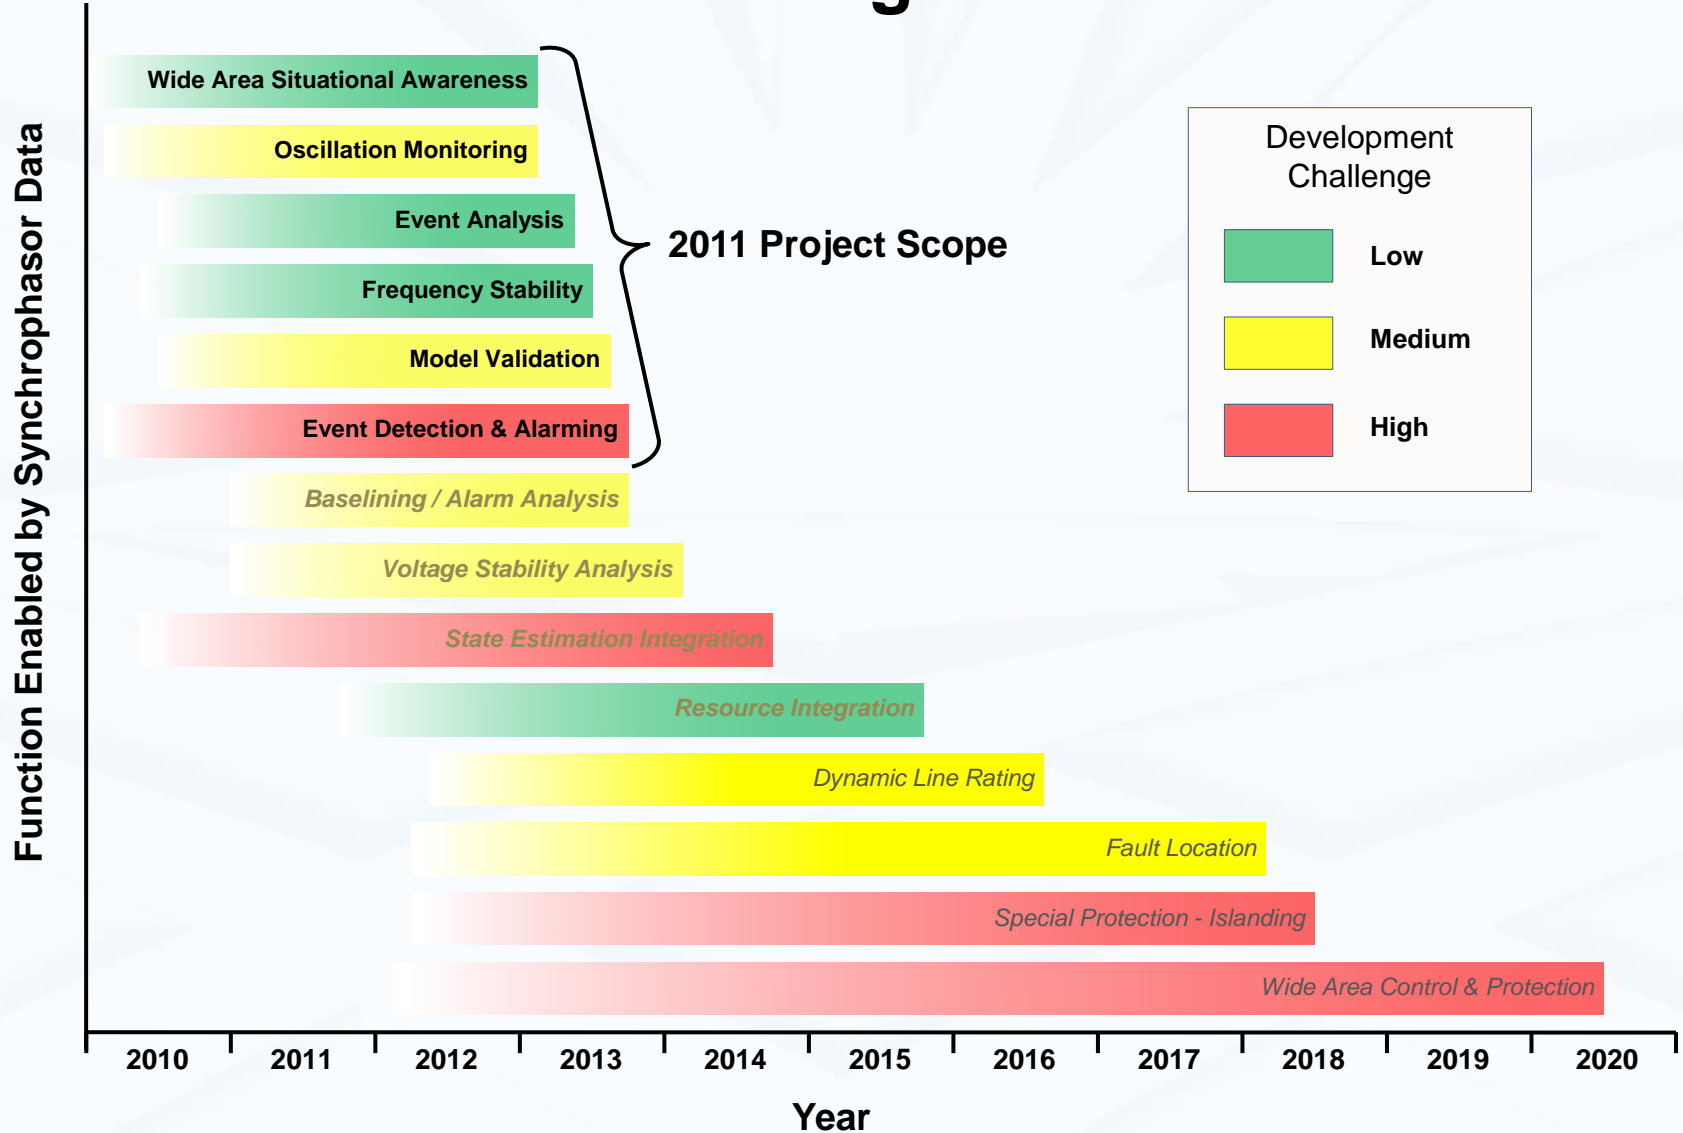 g
Function Enabled by Synchrophasor Data
Wide Area Situational Awareness
Oscillation Monitoring
Event Analysis
Frequency Stability
Model Validation
Event Detection & Alarming
Baselining / Alarm Analysis
Voltage Stability Analysis
State Estimation Integration
Resource Integration
Dynamic Line Rating
Fault Location
Special Protection - Islanding
Wide Area Control & Protection
2011 Project Scope
Development
Challenge
Low
Medium
High
2010 2011 2012 2013 2014 2015 2016 2017 2018 2019 2020
Year